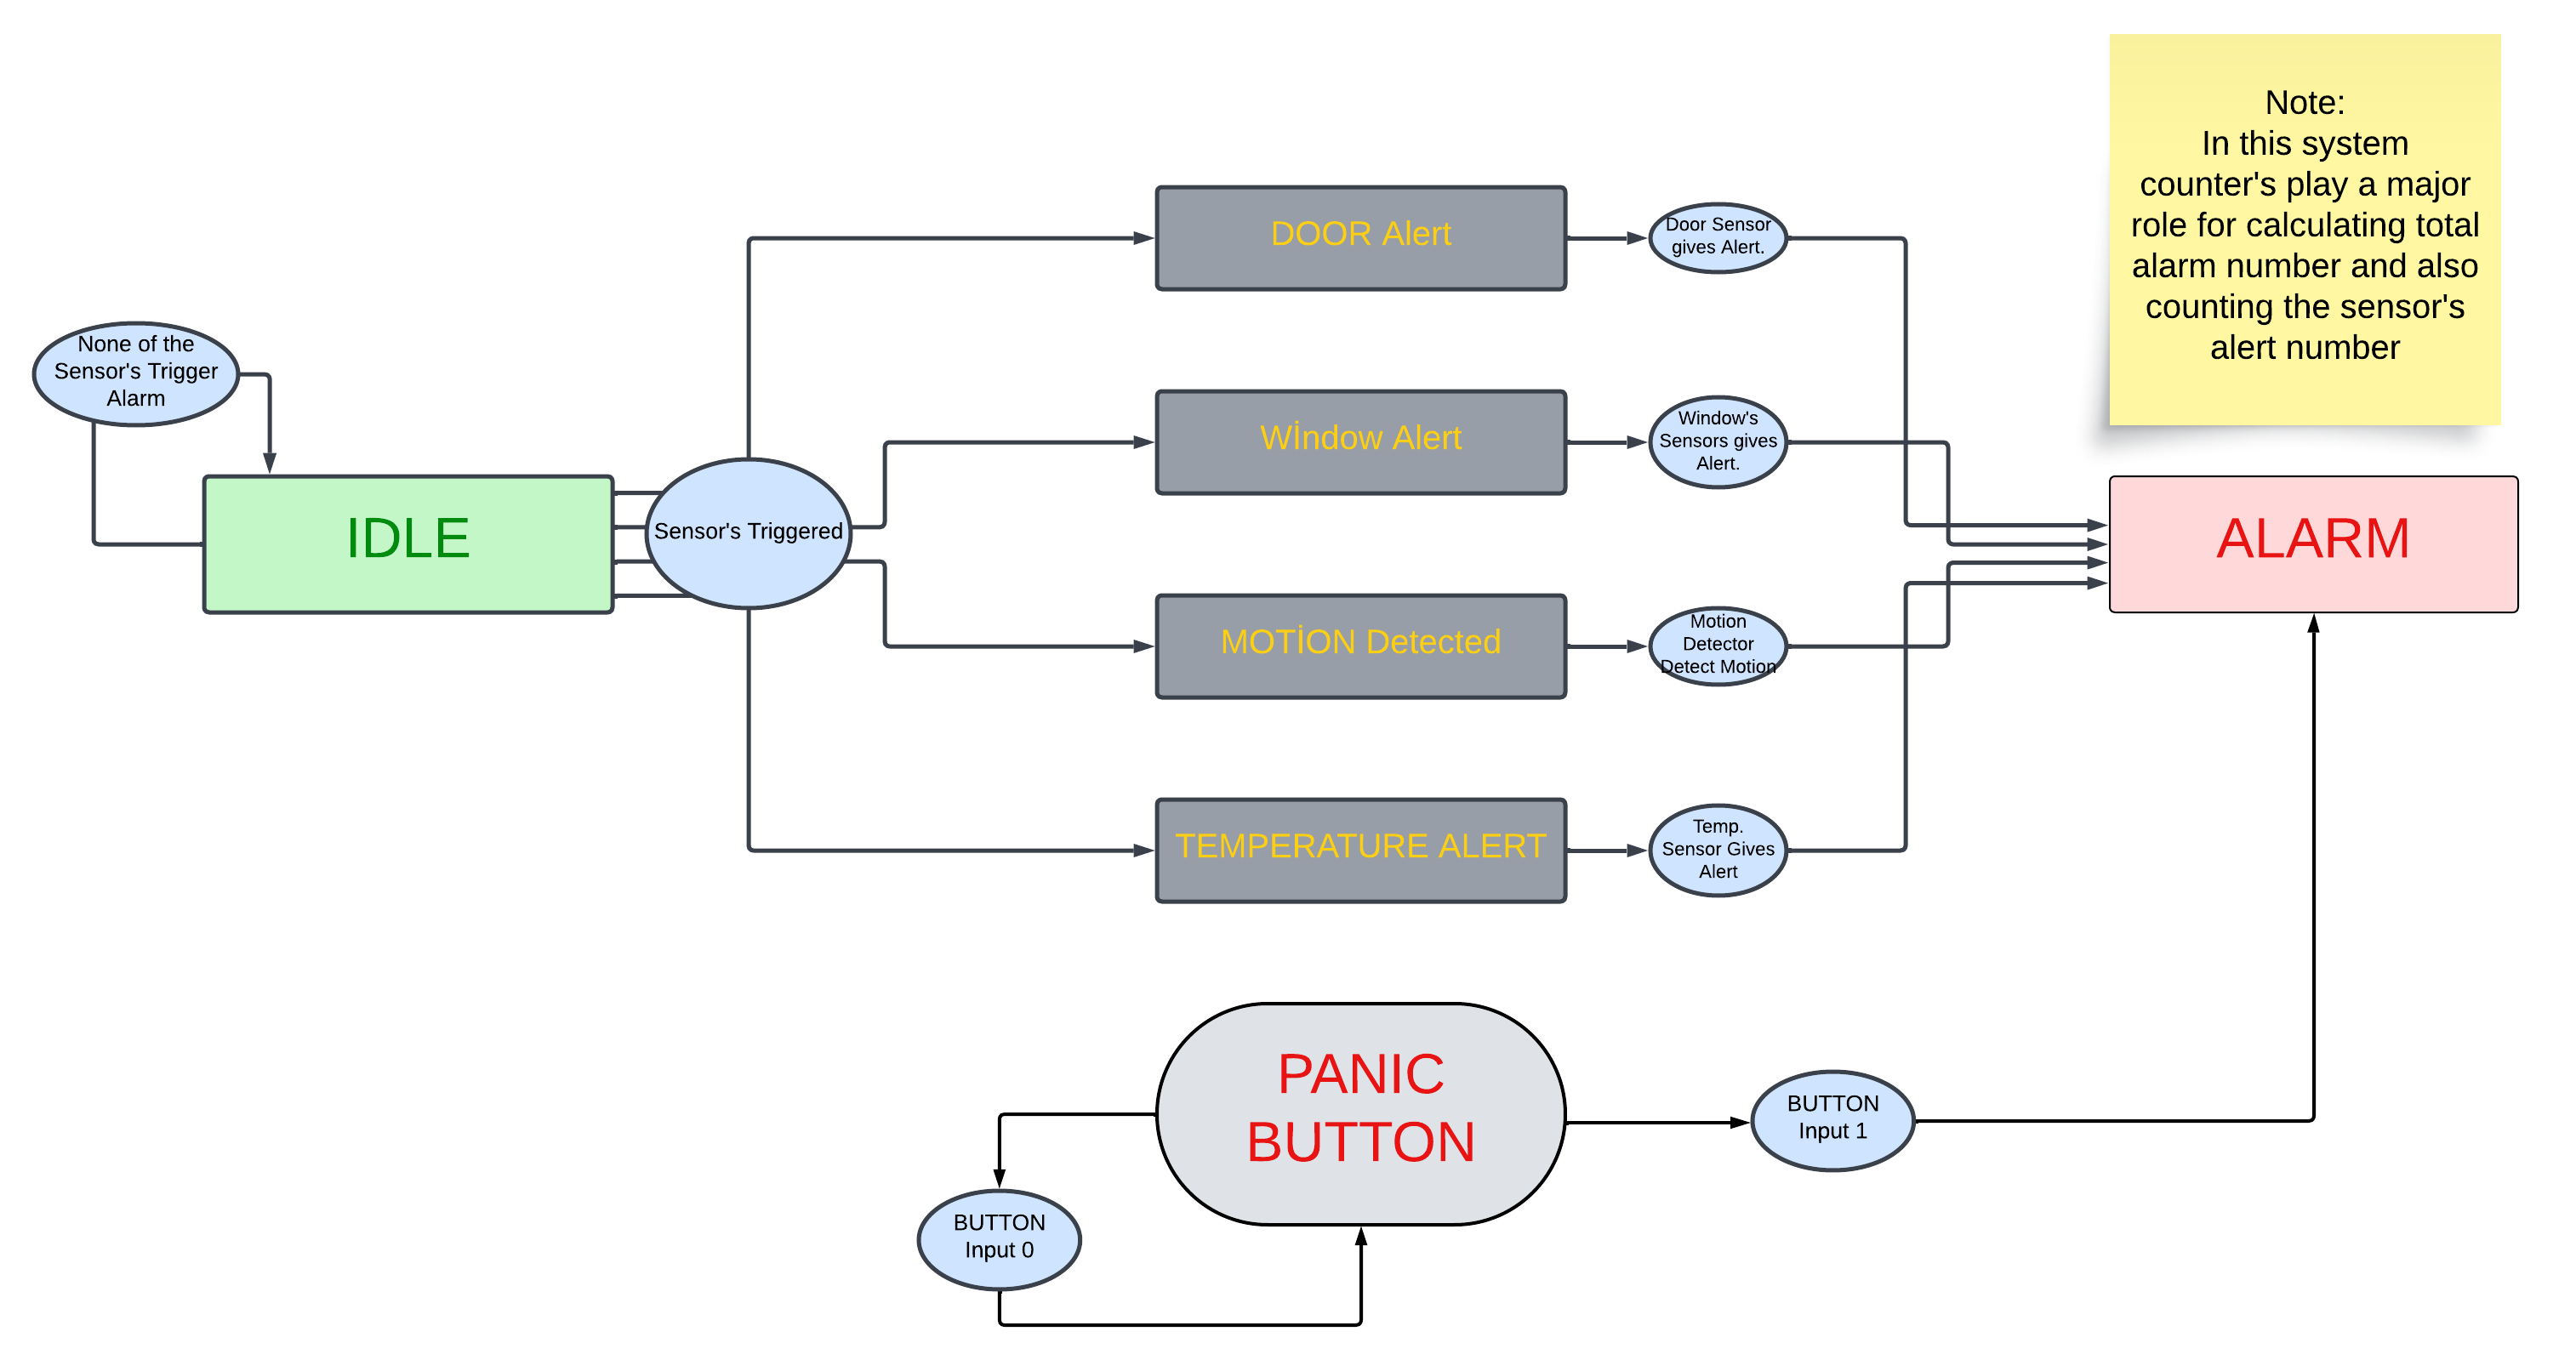 Note:
In this system
counter's play a major
role for calculating total
alarm number and also
counting the sensor's
alert number
None of the
Sensor's Trigger
Alarm
IDLE
Sensor's Triggered
DOOR Alert
Door Sensor
gives Alert.
Wİndow Alert
Window's
Sensors gives
Alert.
MOTİON Detected
Motion
Detector
Detect Motion
TEMPERATURE ALERT
Temp.
Sensor Gives
Alert
ALARM
PANIC
BUTTON
BUTTON
Input 1
BUTTON
Input 0